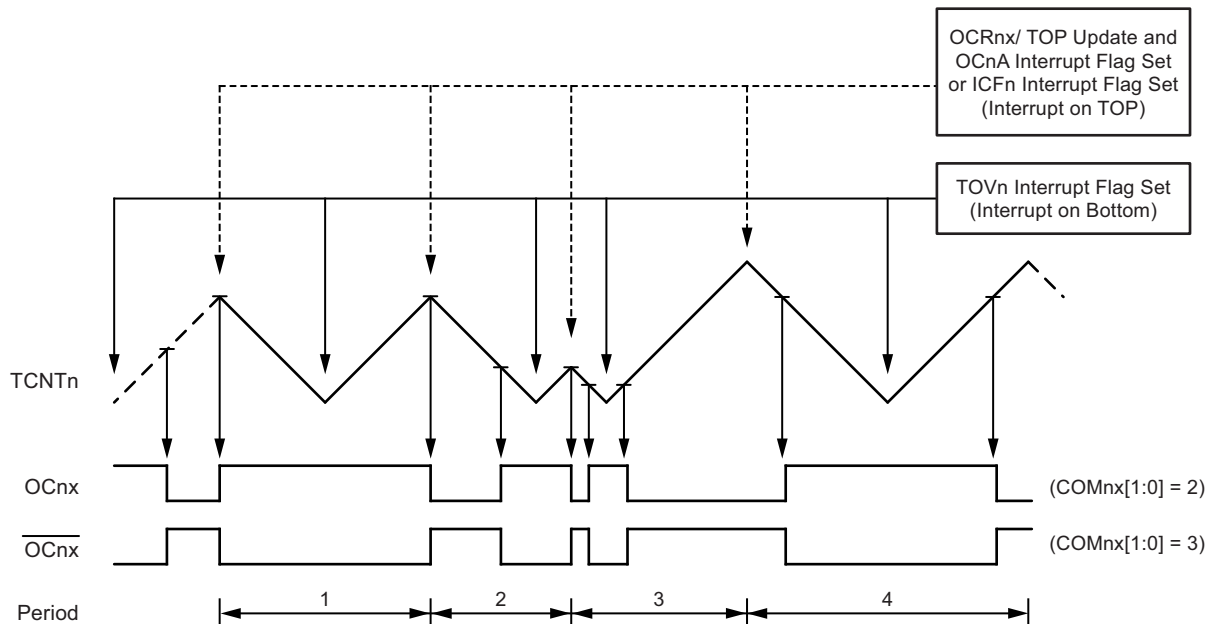 OCRnx/ TOP Update and
OCnA Interrupt Flag Set
or ICFn Interrupt Flag Set
(Interrupt on TOP)
TOVn Interrupt Flag Set
(Interrupt on Bottom)
TCNTn
OCnx
(COMnx[1:0] = 2)
OCnx
(COMnx[1:0] = 3)
Period
1
2
3
4